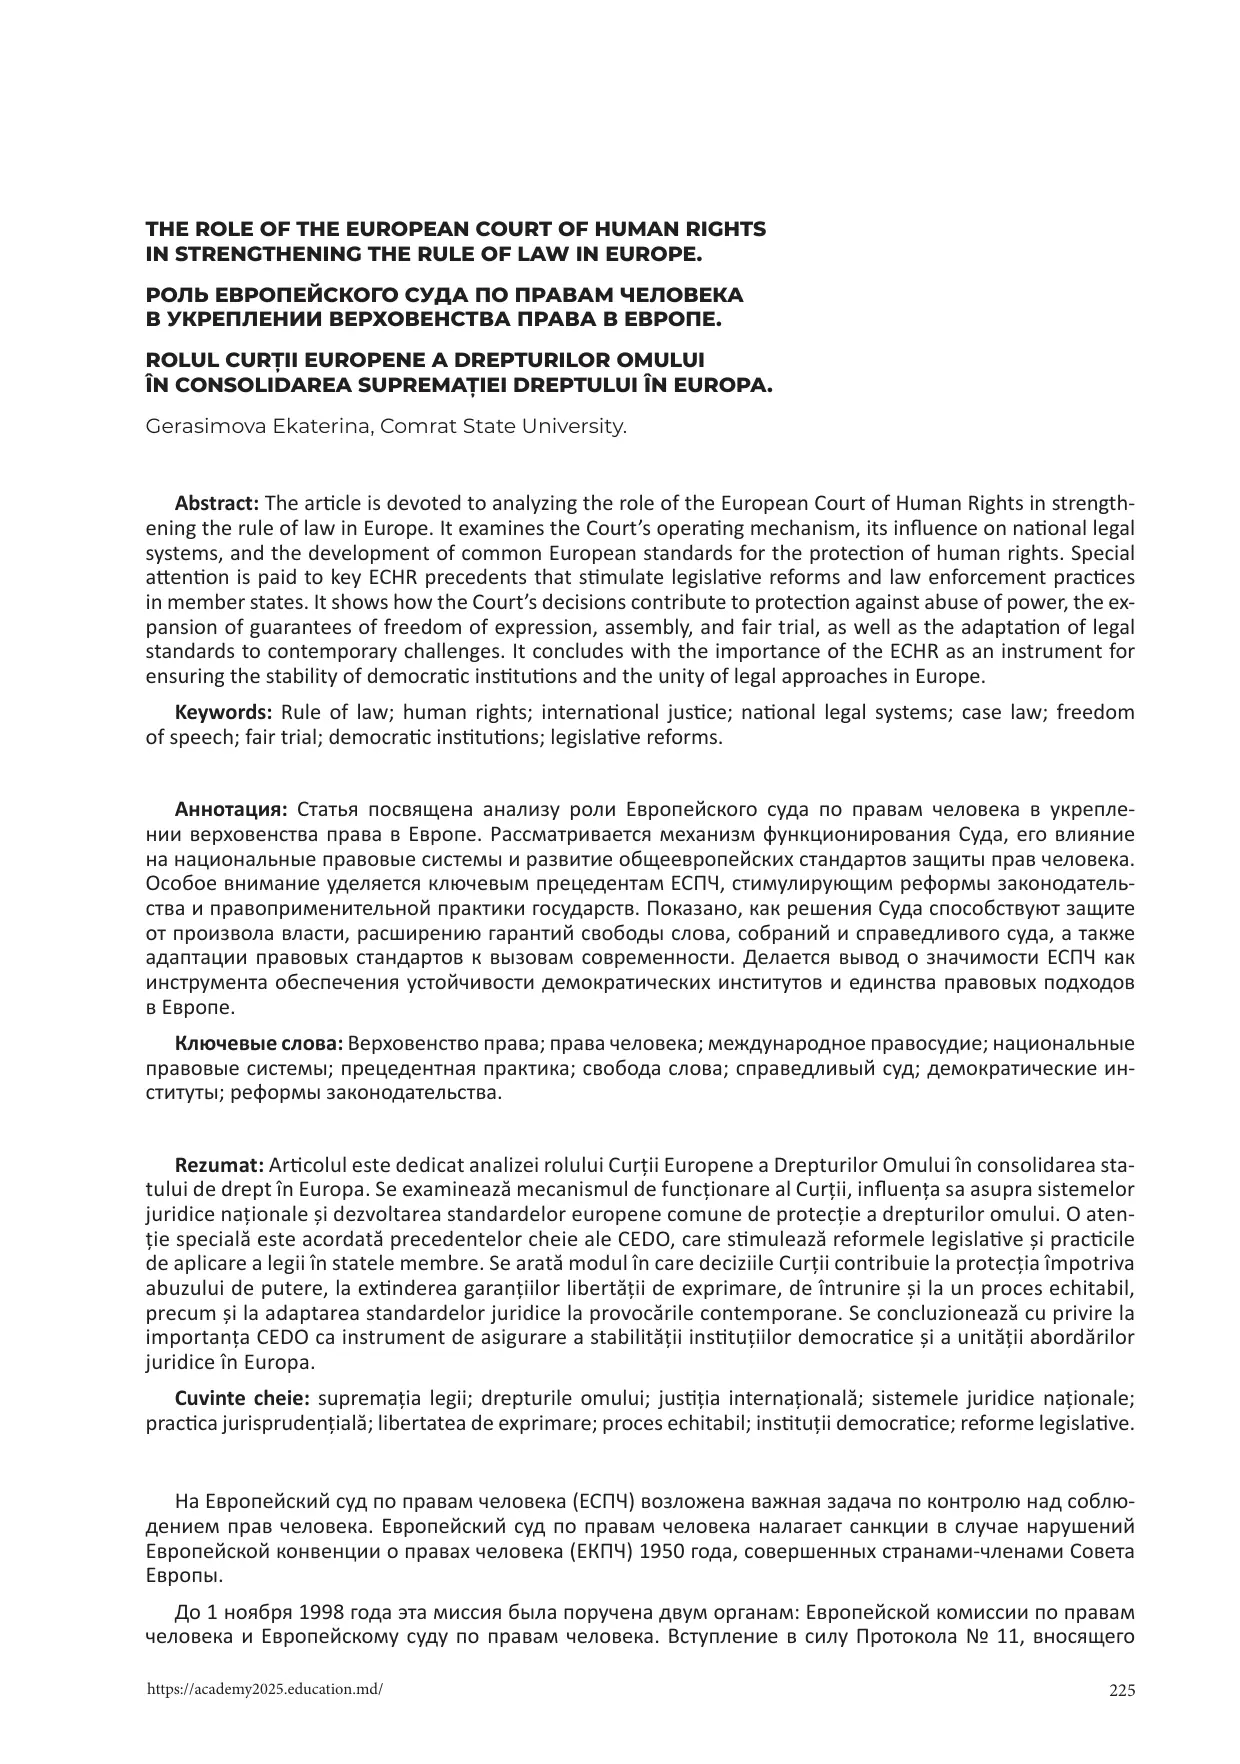 THE ROLE OF THE EUROPEAN COURT OF HUMAN RIGHTS
IN STRENGTHENING THE RULE OF LAW IN EUROPE.
РОЛЬ ЕВРОПЕЙСКОГО СУДА ПО ПРАВАМ ЧЕЛОВЕКА
В УКРЕПЛЕНИИ ВЕРХОВЕНСТВА ПРАВА В ЕВРОПЕ.
ROLUL CURȚII EUROPENE A DREPTURILOR OMULUI
ÎN CONSOLIDAREA SUPREMAȚIEI DREPTULUI ÎN EUROPA.
Gerasimova Ekaterina, Comrat State University.
Abstract: The article is devoted to analyzing the role of the European Court of Human Rights in strength-
ening the rule of law in Europe. It examines the Court’s operating mechanism, its influence on national legal
systems, and the development of common European standards for the protection of human rights. Special
attention is paid to key ECHR precedents that stimulate legislative reforms and law enforcement practices
in member states. It shows how the Court’s decisions contribute to protection against abuse of power, the ex-
pansion of guarantees of freedom of expression, assembly, and fair trial, as well as the adaptation of legal
standards to contemporary challenges. It concludes with the importance of the ECHR as an instrument for
ensuring the stability of democratic institutions and the unity of legal approaches in Europe.
Keywords: Rule of law; human rights; international justice; national legal systems; case law; freedom
of speech; fair trial; democratic institutions; legislative reforms.
Аннотация: Статья посвящена анализу роли Европейского суда по правам человека в укрепле-
нии верховенства права в Европе. Рассматривается механизм функционирования Суда, его влияние
на национальные правовые системы и развитие общеевропейских стандартов защиты прав человека.
Особое внимание уделяется ключевым прецедентам ЕСПЧ, стимулирующим реформы законодатель-
ства и правоприменительной практики государств. Показано, как решения Суда способствуют защите
от произвола власти, расширению гарантий свободы слова, собраний и справедливого суда, а также
адаптации правовых стандартов к вызовам современности. Делается вывод о значимости ЕСПЧ как
инструмента обеспечения устойчивости демократических институтов и единства правовых подходов
в Европе.
Ключевые слова: Верховенство права; права человека; международное правосудие; национальные
правовые системы; прецедентная практика; свобода слова; справедливый суд; демократические ин-
ституты; реформы законодательства.
Rezumat: Articolul este dedicat analizei rolului Curții Europene a Drepturilor Omului în consolidarea sta-
tului de drept în Europa. Se examinează mecanismul de funcționare al Curții, influența sa asupra sistemelor
juridice naționale și dezvoltarea standardelor europene comune de protecție a drepturilor omului. O aten-
ție specială este acordată precedentelor cheie ale CEDO, care stimulează reformele legislative și practicile
de aplicare a legii în statele membre. Se arată modul în care deciziile Curții contribuie la protecția împotriva
abuzului de putere, la extinderea garanțiilor libertății de exprimare, de întrunire și la un proces echitabil,
precum și la adaptarea standardelor juridice la provocările contemporane. Se concluzionează cu privire la
importanța CEDO ca instrument de asigurare a stabilității instituțiilor democratice și a unității abordărilor
juridice în Europa.
Cuvinte cheie: supremația legii; drepturile omului; justiția internațională; sistemele juridice naționale;
practica jurisprudențială; libertatea de exprimare; proces echitabil; instituții democratice; reforme legislative.
На Европейский суд по правам человека (ЕСПЧ) возложена важная задача по контролю над соблю-
дением прав человека. Европейский суд по правам человека налагает санкции в случае нарушений
Европейской конвенции о правах человека (ЕКПЧ) 1950 года, совершенных странами-членами Совета
Европы.
До 1 ноября 1998 года эта миссия была поручена двум органам: Европейской комиссии по правам
человека и Европейскому суду по правам человека. Вступление в силу Протокола № 11, вносящего
https://academy2025.education.md/
225